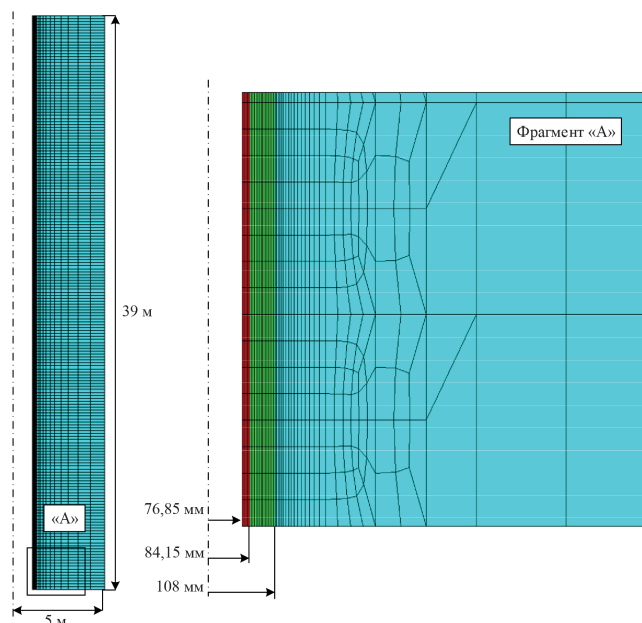 Фрагмент «А»
39 м
«А»
76,85 мм
84,15 мм
108 мм
5 м